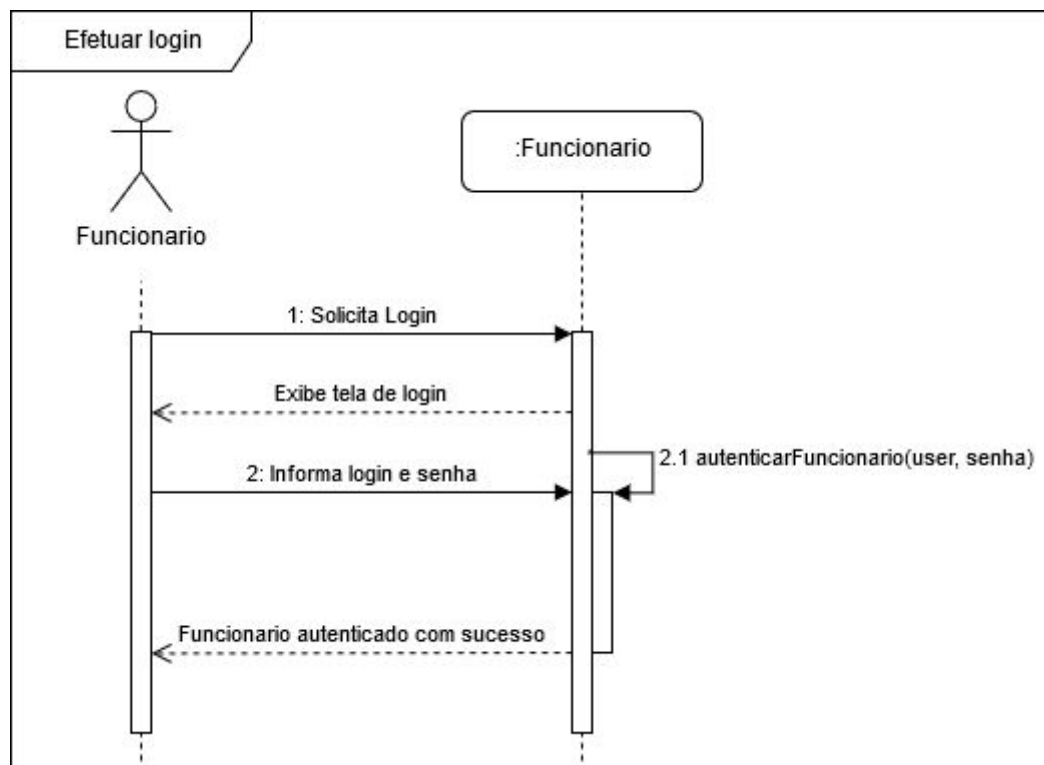 Efetuar login
Funcionario
:Funcionario
1: Solicita Login
Exibe tela de login
2.1 autenticarFuncionario(user, senha)
2: Informa login e senha
Funcionario autenticado com sucesso